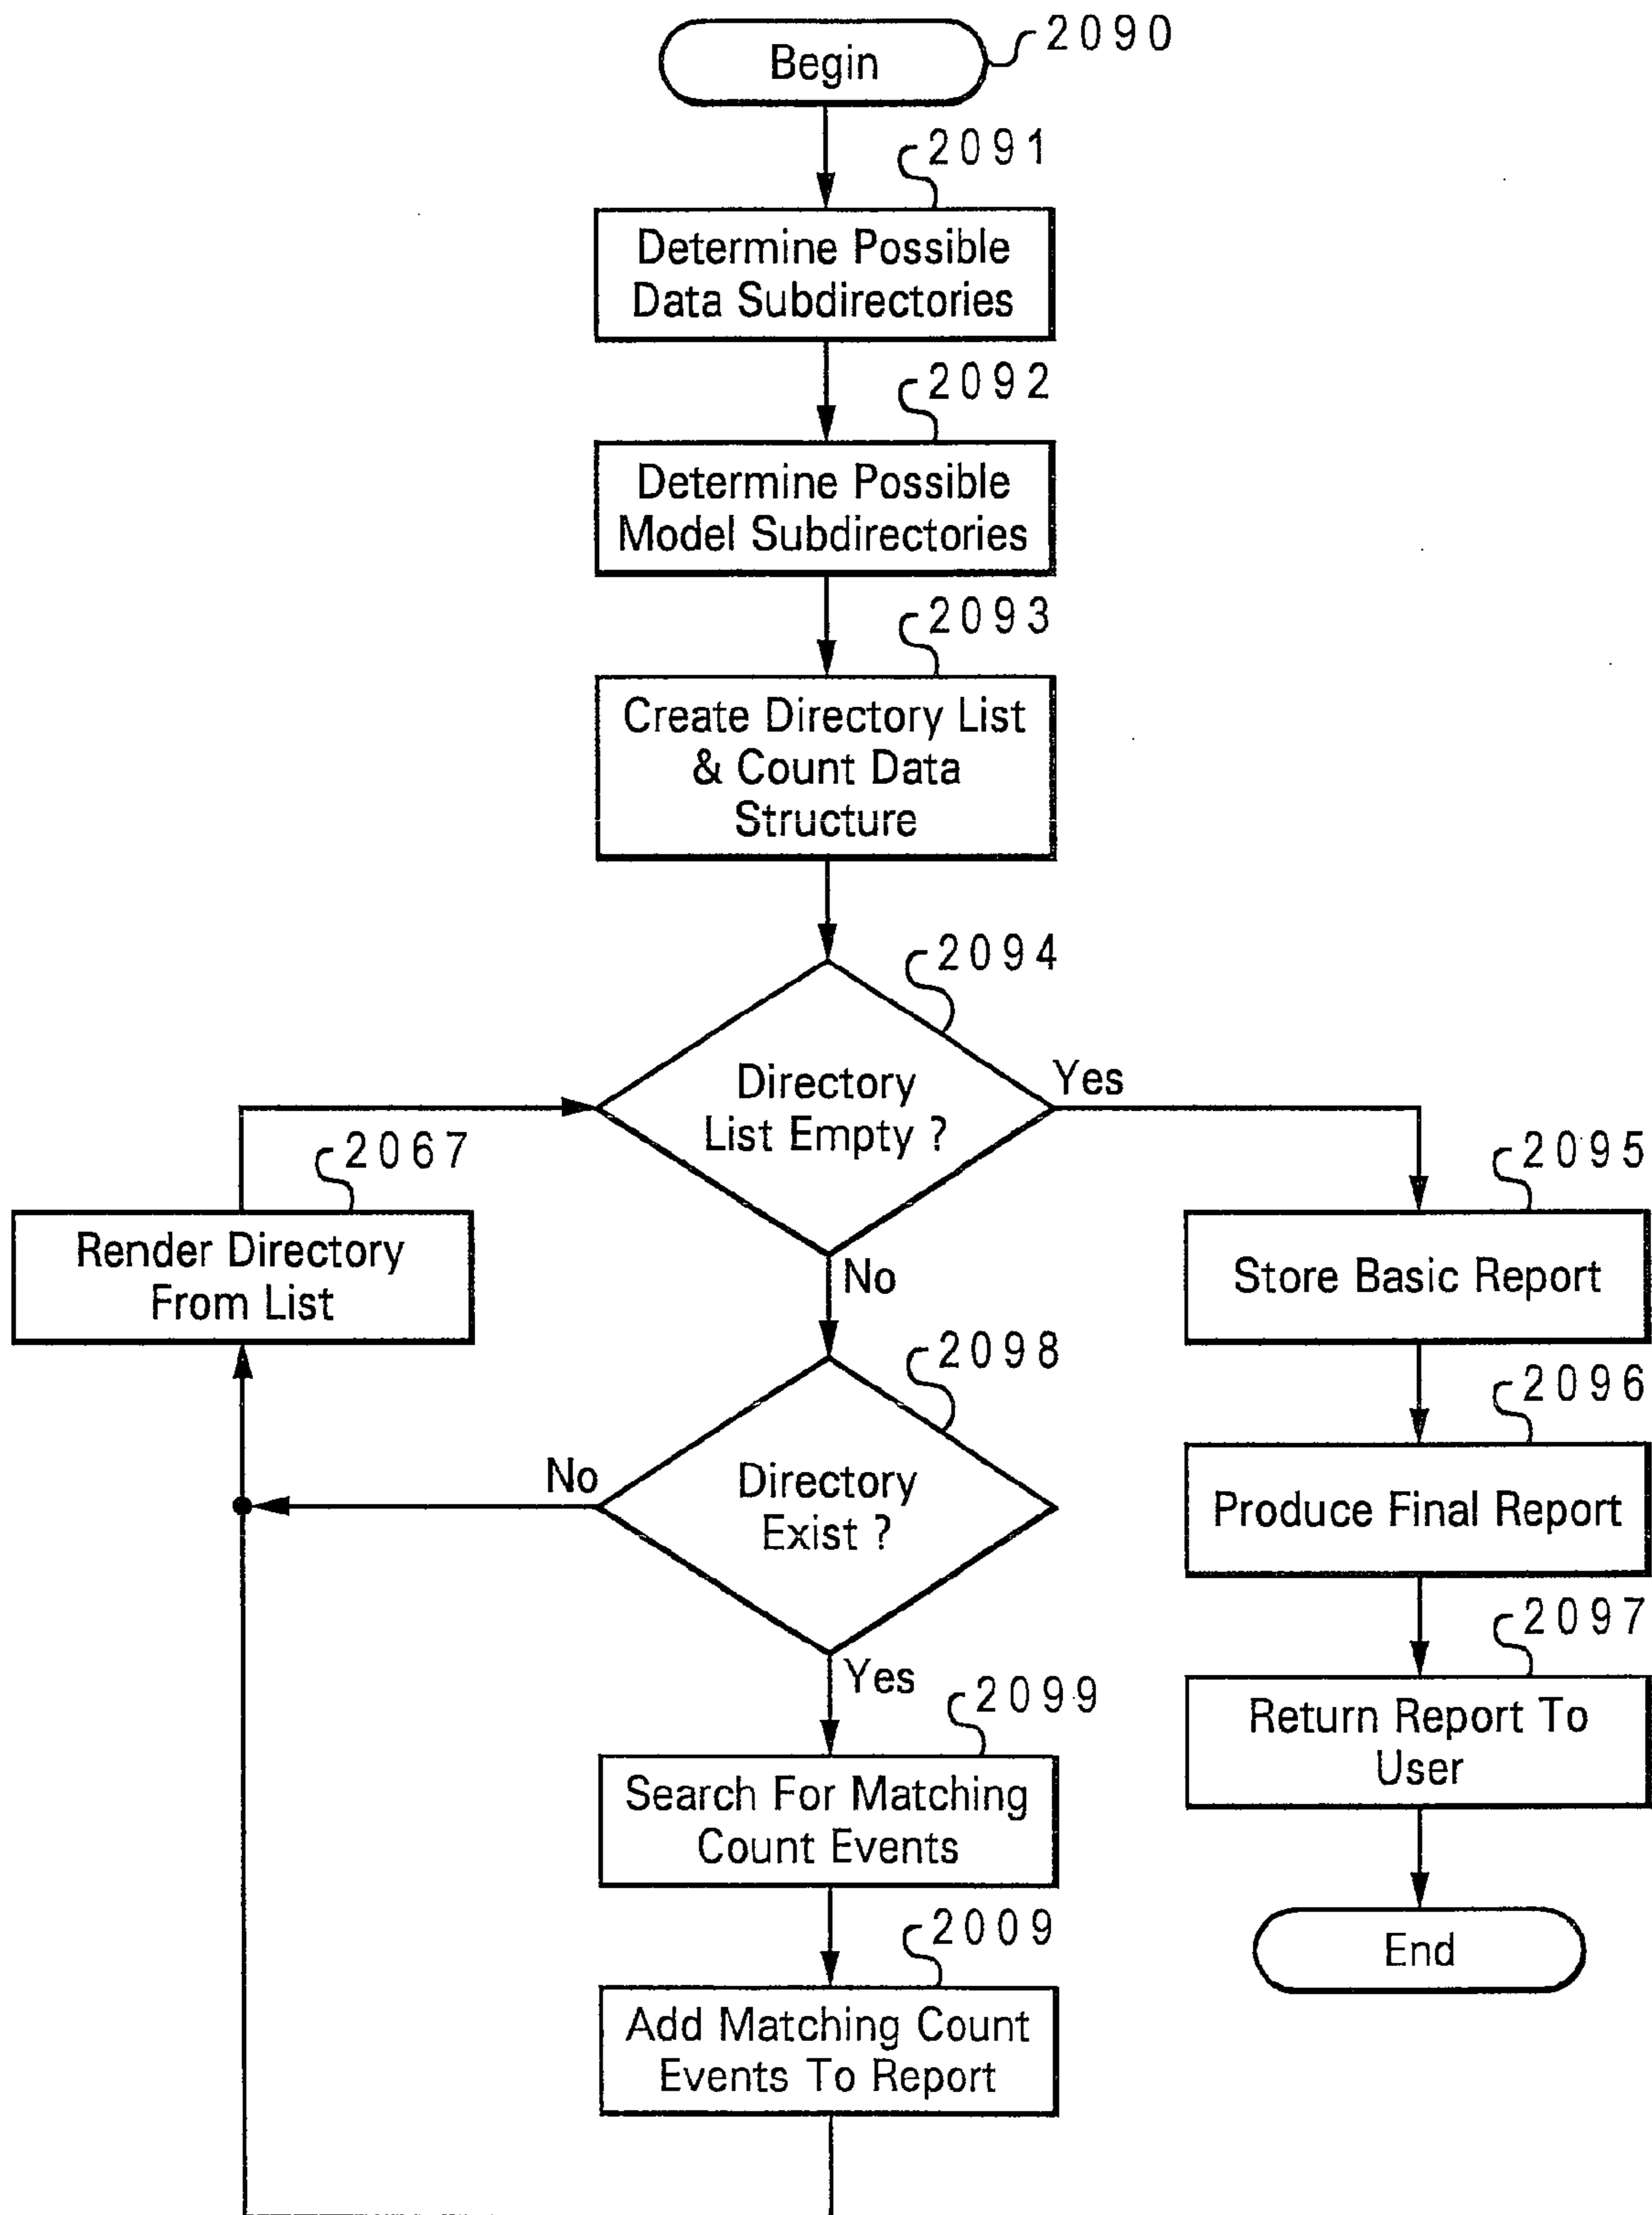 Begin
2090
2091
Determine Possible
Data Subdirectories
2092
Determine Possible
Model Subdirectories
2093
Create Directory List
& Count Data
Structure
2094
Directory
List Empty ?
Yes
No
2067
Render Directory
From List
2095
Store Basic Report
2098
Directory
Exist ?
No
Yes
2096
Produce Final Report
2097
Return Report To
User
2099
Search For Matching
Count Events
2009
Add Matching Count
Events To Report
End